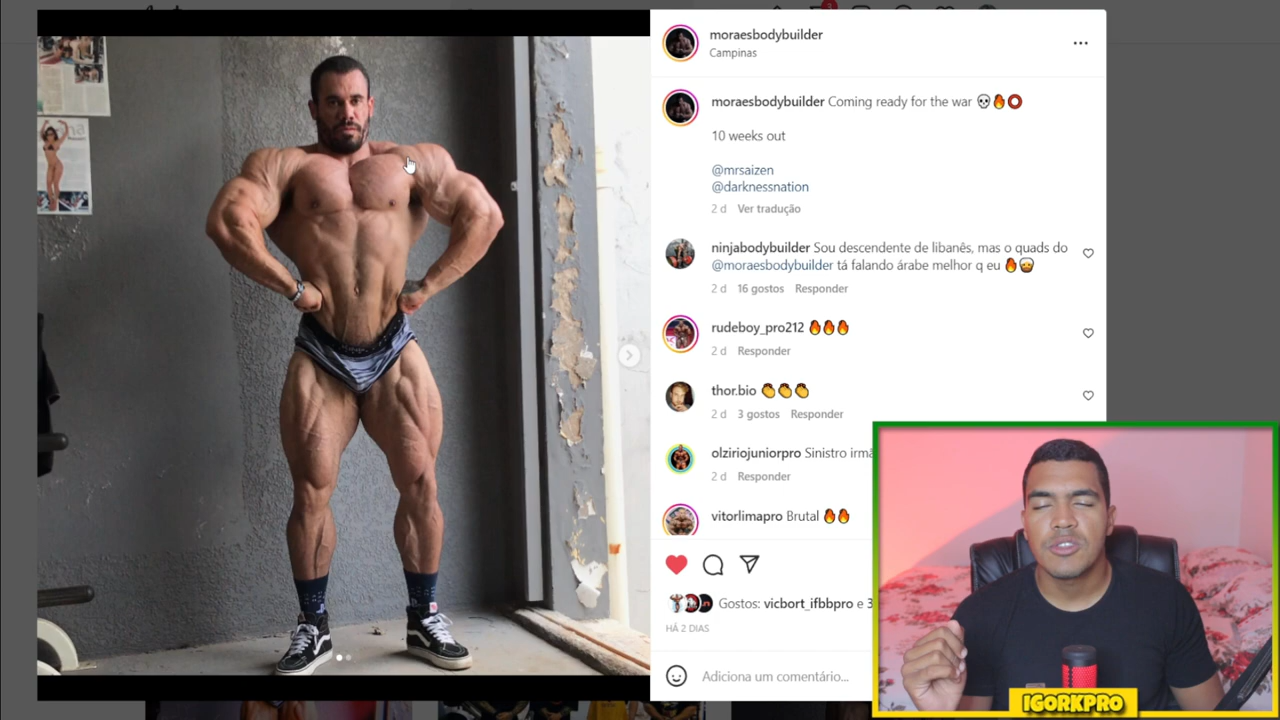 moraesbodybuilder
Campinas
moraesbodybuilder Coming ready for the war 💀🔥⭕
10 weeks out
@mrsaizen
@darknessnation
2 d Ver tradução
ninjabodybuilder Sou descendente de libanês, mas o quads do
@moraesbodybuilder tá falando árabe melhor q eu 🔥🤯
2 d 16 gostos Responder
rudeboy_pro212 🔥🔥🔥
2 d Responder
thor.bio 👏👏👏
2 d 3 gostos Responder
olziriojuniorpro Sinistro irmã
2 d Responder
vitorlimapro Brutal 🔥🔥
Gostos: vicbort_ifbbpro e 3
HÁ 2 DIAS
Adiciona um comentário...
IGORKPRO